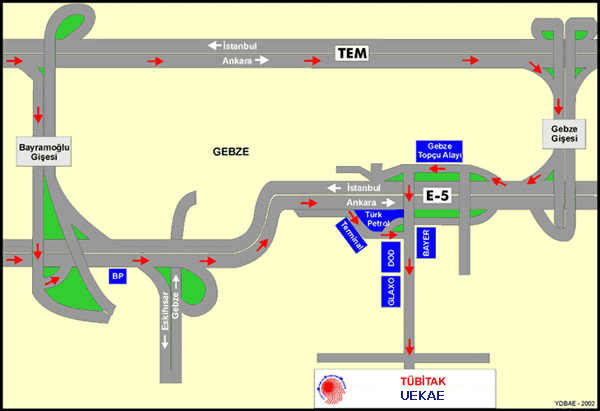 İstanbul
TEM
Ankara
Bayramoğlu
Gişesi
Gebze
Gişesi
GEBZE
Gebze
Topçu Alayı
İstanbul
Ankara
E-5
Türk
Petrol
Terminal
BAYER
DOD
GLAXO
BP
Eskihisar
Gebze
TÜBİTAK
UEKAE
YDBAE - 2002